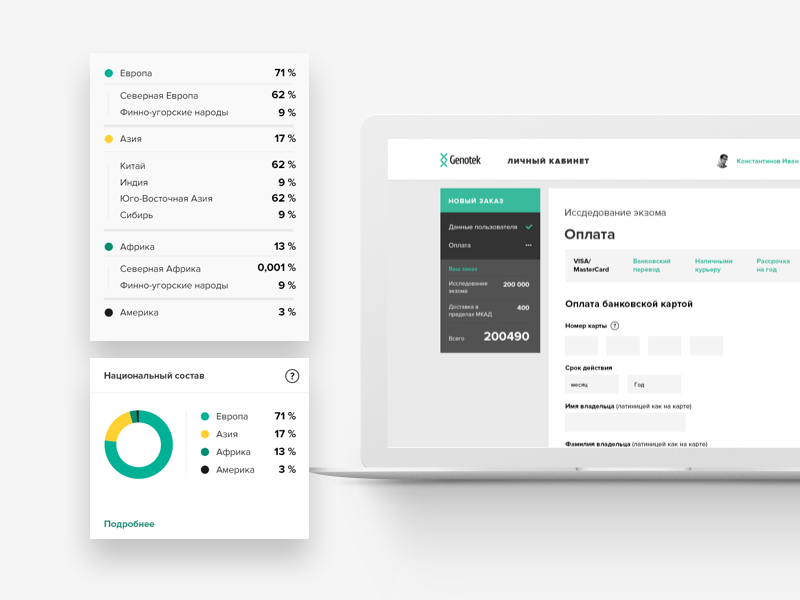 Европа 71 %
Северная Европа 62 %
Финно-угорские народы 9 %
Азия 17 %
Китай 62 %
Индия 9 %
Юго-Восточная Азия 62 %
Сибирь 9 %
Африка 13 %
Северная Африка 0,001 %
Финно-угорские народы 9 %
Америка 3 %
Национальный состав ?
Европа 71 %
Азия 17 %
Африка 13 %
Америка 3 %
Подробнее
Genotek ЛИЧНЫЙ КАБИНЕТ Константинов Иван
НОВЫЙ ЗАКАЗ
Данные пользователя
Оплата
Ваш заказ
Исследование
экзома 200 000
Доставка в
пределах МКАД 400
Всего 200490
Исседование экзома
Оплата
VISA/
MasterCard
Банковский
перевод
Наличными
курьеру
Рассрочка
на год
Оплата банковской картой
Номер карты ?
Срок действия
месяц Год
Имя владельца (латиницей как на карте)
Фамилия владельца (латиницей как на карте)